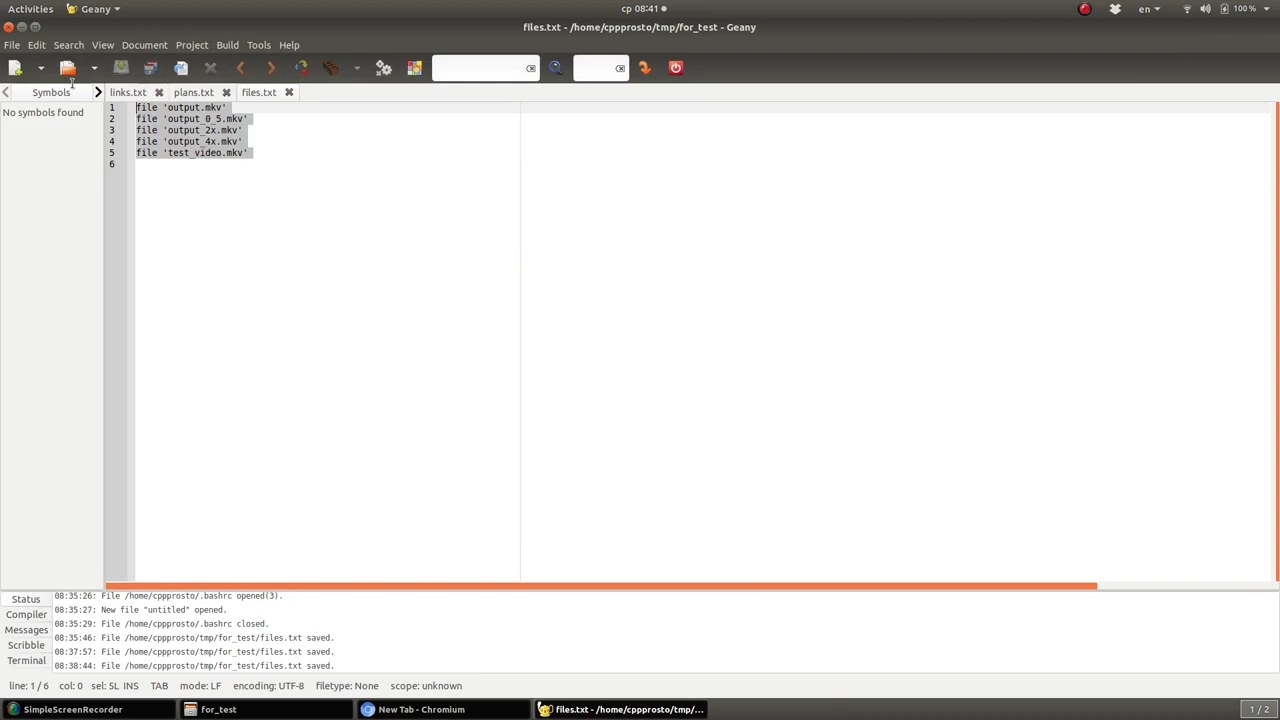 Activities Geany ср 08:41 en 100 %
files.txt - /home/cppprosto/tmp/for_test - Geany
File Edit Search View Document Project Build Tools Help
Symbols links.txt plans.txt files.txt
No symbols found
1 file 'output.mkv'
2 file 'output_0_5.mkv'
3 file 'output_2x.mkv'
4 file 'output_4x.mkv'
5 file 'test_video.mkv'
6
Status
Compiler
Messages
Scribble
Terminal
08:35:26: File /home/cppprosto/.bashrc opened(3).
08:35:27: New file "untitled" opened.
08:35:29: File /home/cppprosto/.bashrc closed.
08:35:46: File /home/cppprosto/tmp/for_test/files.txt saved.
08:37:57: File /home/cppprosto/tmp/for_test/files.txt saved.
08:38:44: File /home/cppprosto/tmp/for_test/files.txt saved.
line: 1 / 6 col: 0 sel: 5L INS TAB mode: LF encoding: UTF-8 filetype: None scope: unknown
SimpleScreenRecorder for_test New Tab - Chromium files.txt - /home/cppprosto/tmp/... 1 / 2